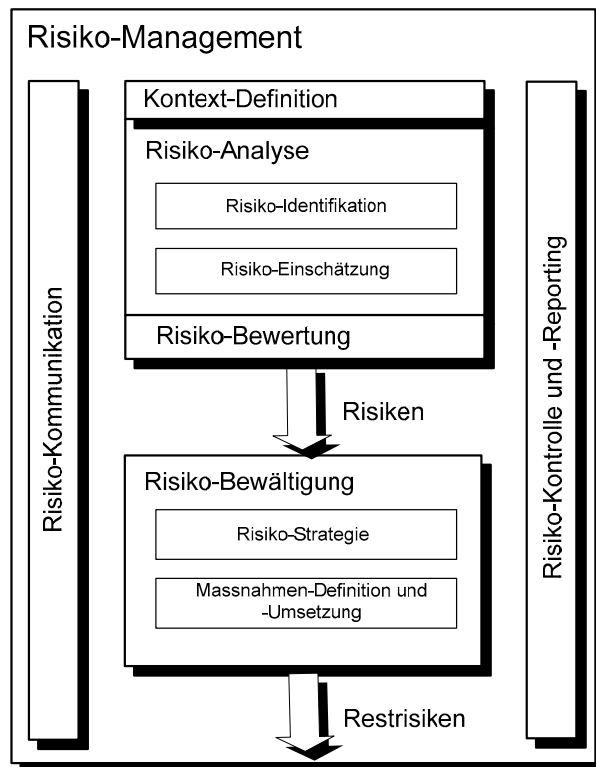 Risiko-Management
Risiko-Kommunikation
Kontext-Definition
Risiko-Analyse
Risiko-Identifikation
Risiko-Einschätzung
Risiko-Bewertung
Risiken
Risiko-Bewältigung
Risiko-Strategie
Massnahmen-Definition und
-Umsetzung
Restrisiken
Risiko-Kontrolle und -Reporting